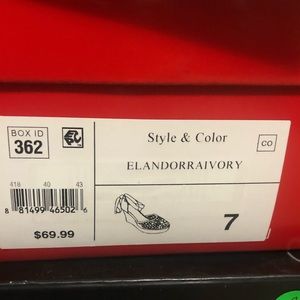 BOX ID
362
Style & Color
CO
ELANDORRAIVORY
418 40 43
8 81499 46502 6
7
$69.99